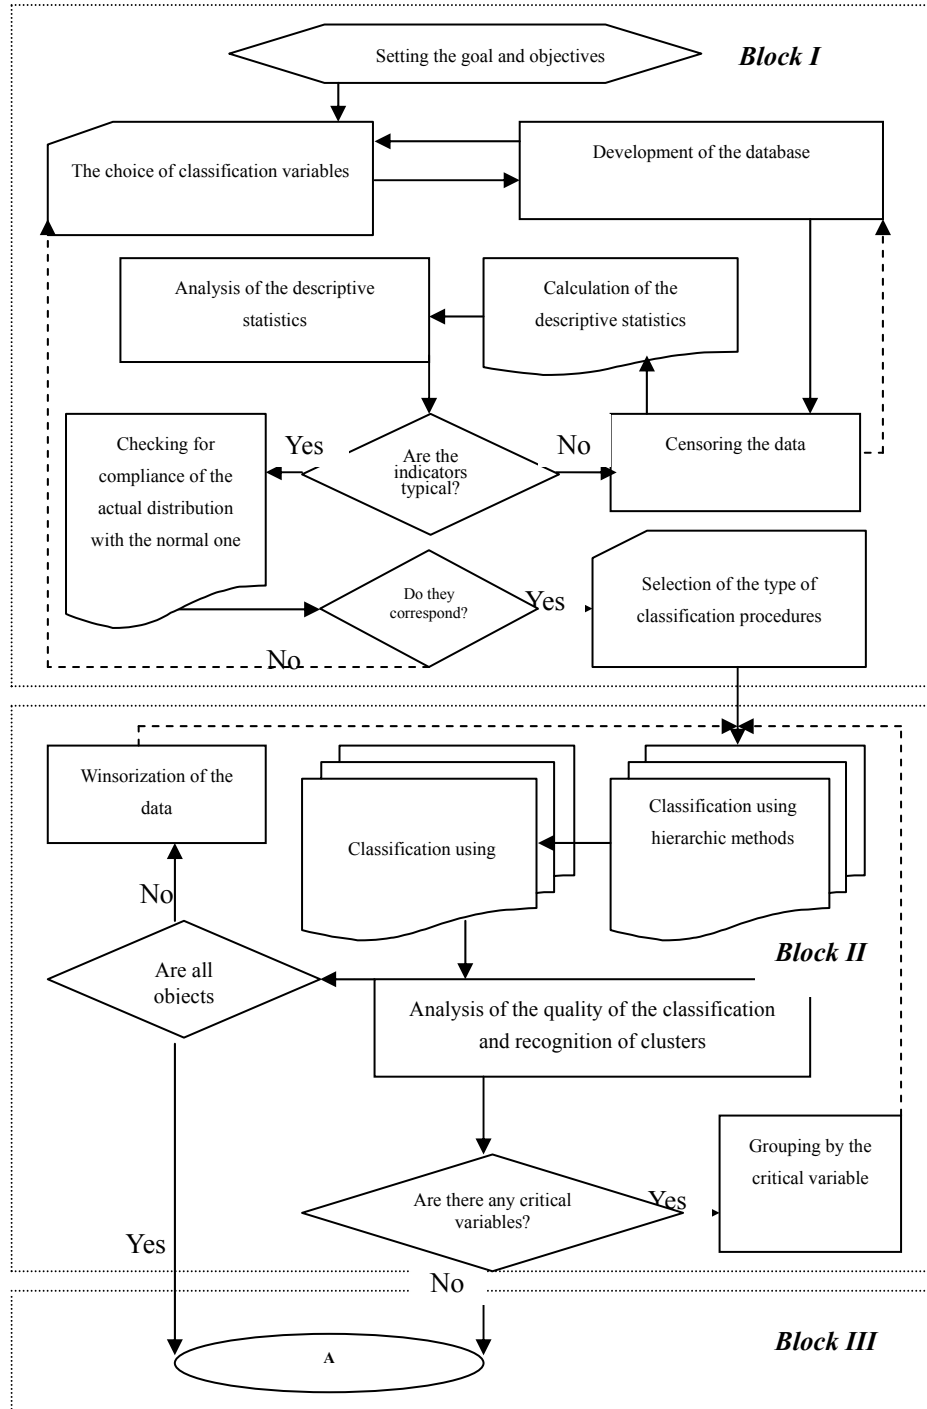 Setting the goal and objectives
Block I
The choice of classification variables
Development of the database
Analysis of the descriptive
statistics
Calculation of the
descriptive statistics
Checking for
compliance of the
actual distribution
with the normal one
Yes
Are the
indicators
typical?
No
Censoring the data
Do they
correspond?
Yes
Selection of the type of
classification procedures
No
Winsorization of the
data
Classification using
Classification using
hierarchic methods
No
Block II
Are all
objects
Analysis of the quality of the classification
and recognition of clusters
Grouping by the
critical variable
Are there any critical
variables?
Yes
Yes
No
Block III
A